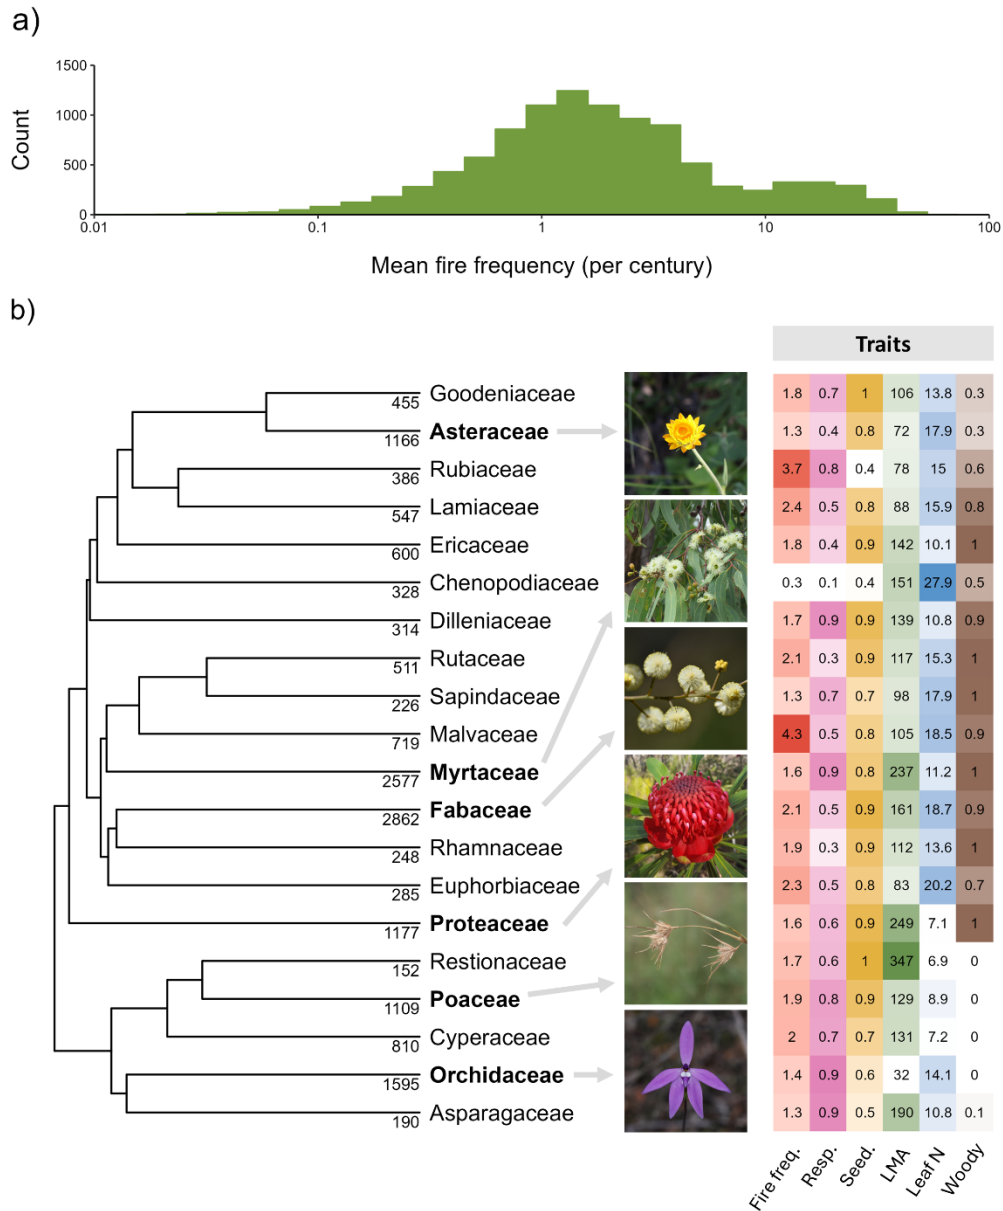 a)
1500
1000
500
0
Count
0.01 0.1 1 10 100
Mean fire frequency (per century)
b)
Traits
455 Goodeniaceae 1.8 0.7 1 106 13.8 0.3
1166 Asteraceae 1.3 0.4 0.8 72 17.9 0.3
386 Rubiaceae 3.7 0.8 0.4 78 15 0.6
547 Lamiaceae 2.4 0.5 0.8 88 15.9 0.8
600 Ericaceae 1.8 0.4 0.9 142 10.1 1
328 Chenopodiaceae 0.3 0.1 0.4 151 27.9 0.5
314 Dilleniaceae 1.7 0.9 0.9 139 10.8 0.9
511 Rutaceae 2.1 0.3 0.9 117 15.3 1
226 Sapindaceae 1.3 0.7 0.7 98 17.9 1
719 Malvaceae 4.3 0.5 0.8 105 18.5 0.9
2577 Myrtaceae 1.6 0.9 0.8 237 11.2 1
2862 Fabaceae 2.1 0.5 0.9 161 18.7 0.9
248 Rhamnaceae 1.9 0.3 0.9 112 13.6 1
285 Euphorbiaceae 2.3 0.5 0.8 83 20.2 0.7
1177 Proteaceae 1.6 0.6 0.9 249 7.1 1
152 Restionaceae 1.7 0.6 1 347 6.9 0
1109 Poaceae 1.9 0.8 0.9 129 8.9 0
810 Cyperaceae 2 0.7 0.7 131 7.2 0
1595 Orchidaceae 1.4 0.9 0.6 32 14.1 0
190 Asparagaceae 1.3 0.9 0.5 190 10.8 0.1
Fire freq. Resp. Seed. LMA Leaf N Woody